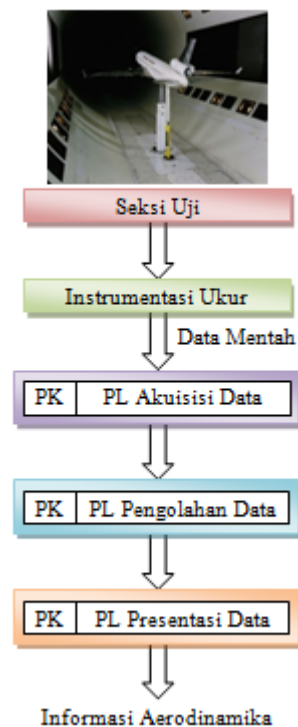 Seksi Uji
Instrumentasi Ukur
Data Mentah
PK PL Akuisisi Data
PK PL Pengolahan Data
PK PL Presentasi Data
Informasi Aerodinamika